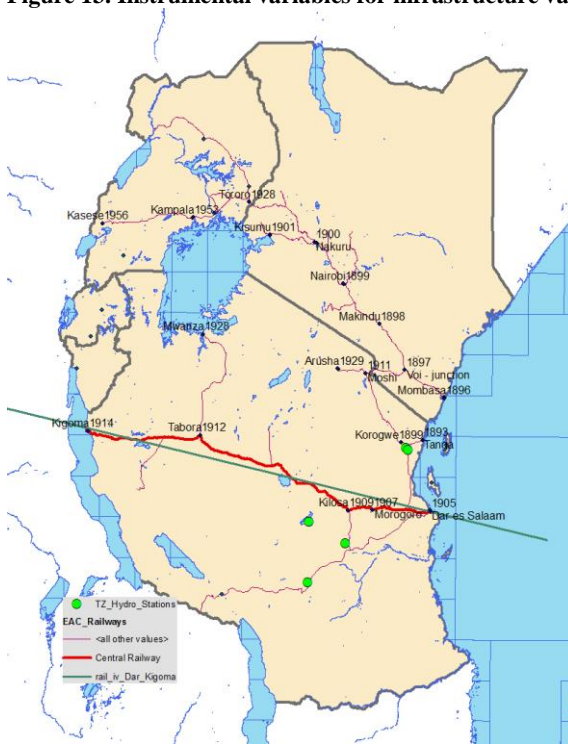 Figure 13. Instrumental variables for infrastructure va
Tororo1928
Kampala1953
Kasese1956
Kisumu1901
1900
Nakuru
Nairobi1899
Makindu1898
Mwanza1928
Arusha1929
1911
Moshi
1897
Voi - junction
Mombasa1896
Kigoma1914
Tabora1912
Korogwe1899
1893
Tanga
Kilosa1909
1907
Morogoro
1905
Dar es Salaam
TZ_Hydro_Stations
EAC_Railways
<all other values>
Central Railway
rail_iv_Dar_Kigoma